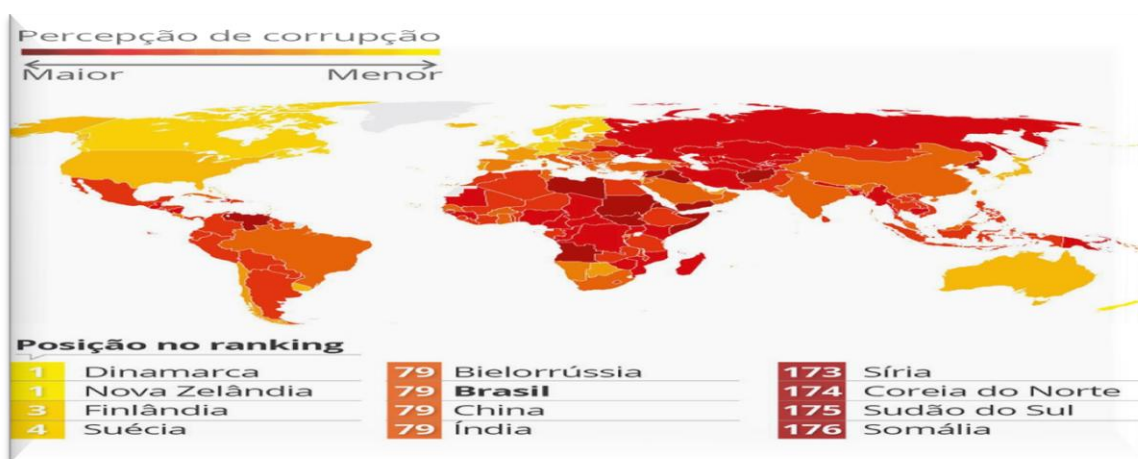 Percepção de corrupção
Maior Menor
Posição no ranking
1 Dinamarca
1 Nova Zelândia
3 Finlândia
4 Suécia
79 Bielorrússia
79 Brasil
79 China
79 Índia
173 Síria
174 Coreia do Norte
175 Sudão do Sul
176 Somália